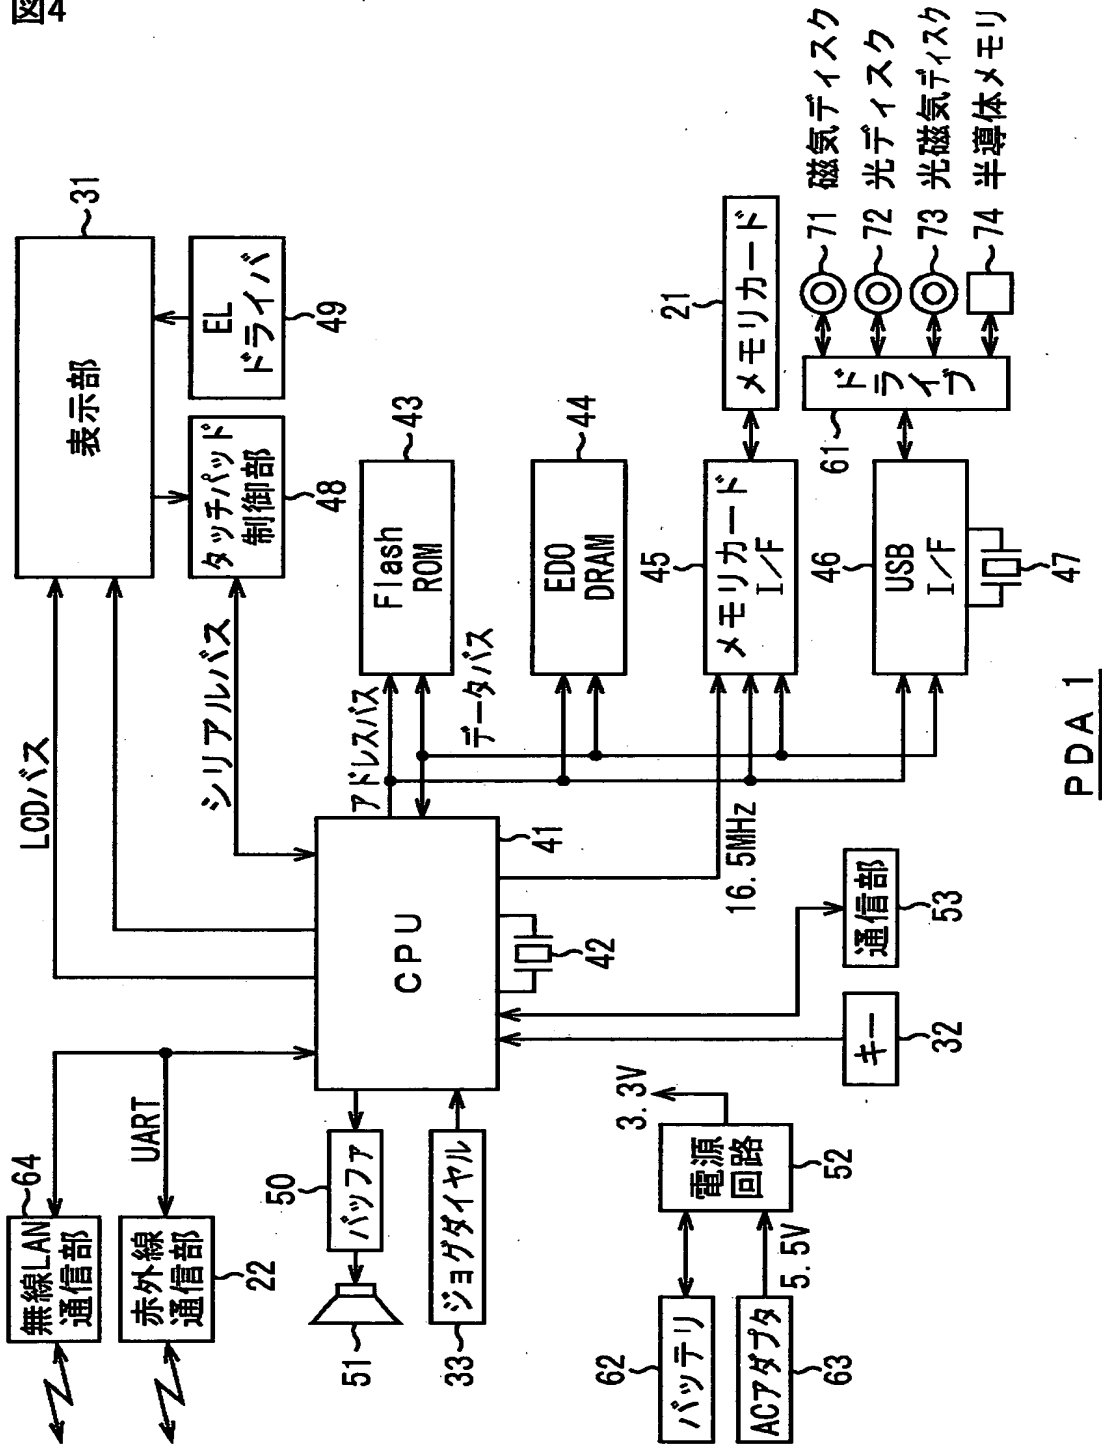 図4
無線LAN
通信部
64
赤外線
通信部
22
UART
LCDバス
シリアルバス
表示部
31
タッチパッド
制御部
48
EL
ドライバ
49
51
バッファ
50
ジョグダイヤル
33
CPU
41
42
アドレスバス
データバス
Flash
ROM
43
EDO
DRAM
44
16.5MHz
メモリカード
I/F
45
メモリカード
21
USB
I/F
46
47
ドライブ
61
71 磁気ディスク
72 光ディスク
73 光磁気ディスク
74 半導体メモリ
バッテリ
62
ACアダプタ
63
5.5V
電源
回路
52
3.3V
キー
32
通信部
53
PDA1